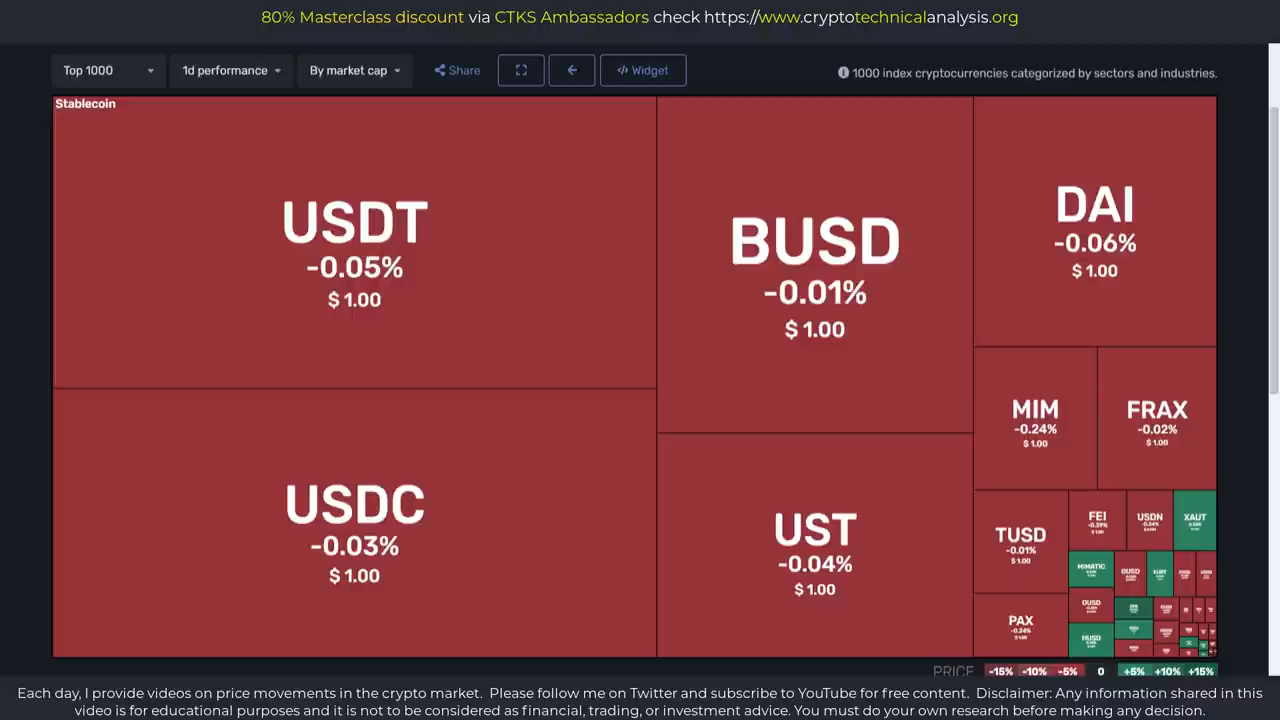 80% Masterclass discount via CTKS Ambassadors check https://www.cryptotechnicalanalysis.org
Top 1000
1d performance
By market cap
Share
Widget
1000 index cryptocurrencies categorized by sectors and industries.
Stablecoin
USDT
-0.05%
$ 1.00
BUSD
-0.01%
$ 1.00
DAI
-0.06%
$ 1.00
MIM
-0.24%
$ 1.00
FRAX
-0.02%
$ 1.00
USDC
-0.03%
$ 1.00
UST
-0.04%
$ 1.00
TUSD
-0.01%
$ 1.00
FEI
USDN
XAUT
MIMATIC
PAX
-0.24%
$ 1.00
HUSD
PRICE -15% -10% -5% 0 +5% +10% +15%
Each day, I provide videos on price movements in the crypto market. Please follow me on Twitter and subscribe to YouTube for free content. Disclaimer: Any information shared in this
video is for educational purposes and it is not to be considered as financial, trading, or investment advice. You must do your own research before making any decision.